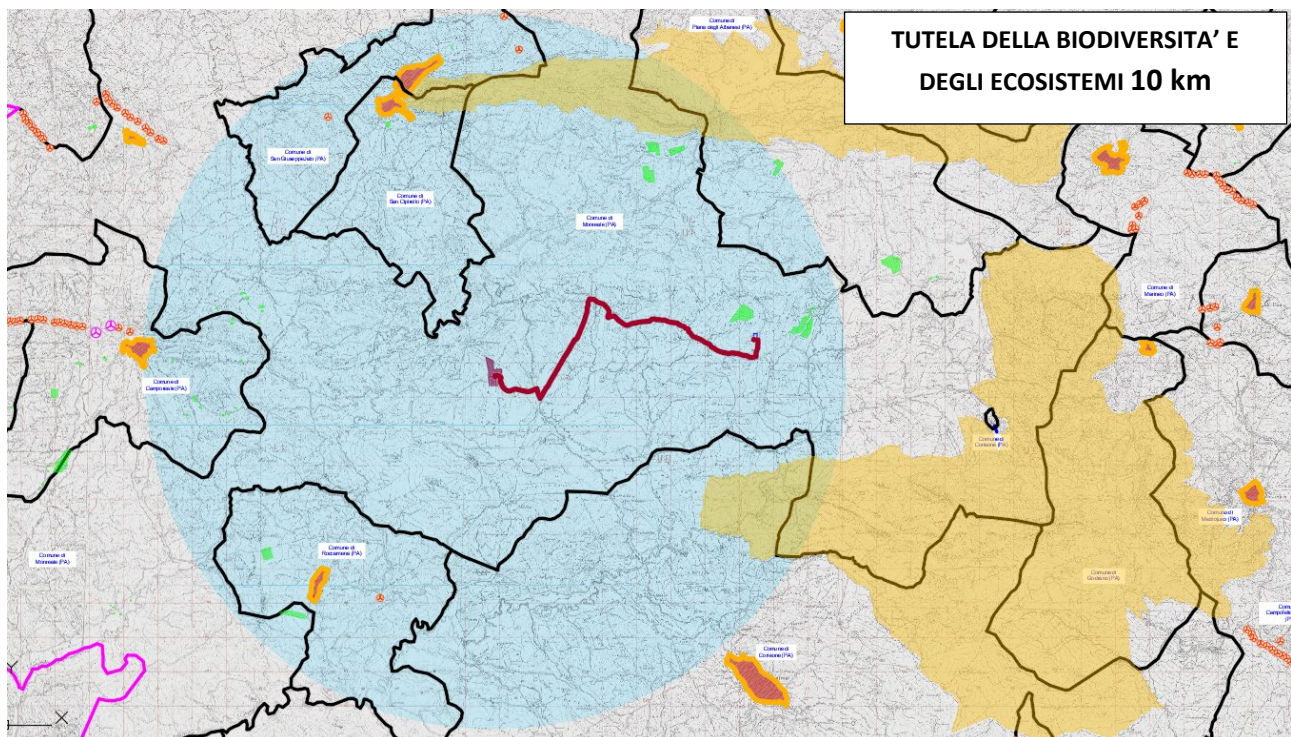 TUTELA DELLA BIODIVERSITA' E
DEGLI ECOSISTEMI 10 km
Comune di
Piana degli Albanesi (PA)
Comune di
San Giuseppe Jato (PA)
Comune di
San Cipirello (PA)
Comune di
Monreale (PA)
Comune di
Marineo (PA)
Comune di
Camporeale (PA)
Comune di
Corleone (PA)
Comune di
Mezzojuso (PA)
Comune di
Monreale (PA)
Comune di
Roccamena (PA)
Comune di
Godrano (PA)
Comune di
Corleone (PA)